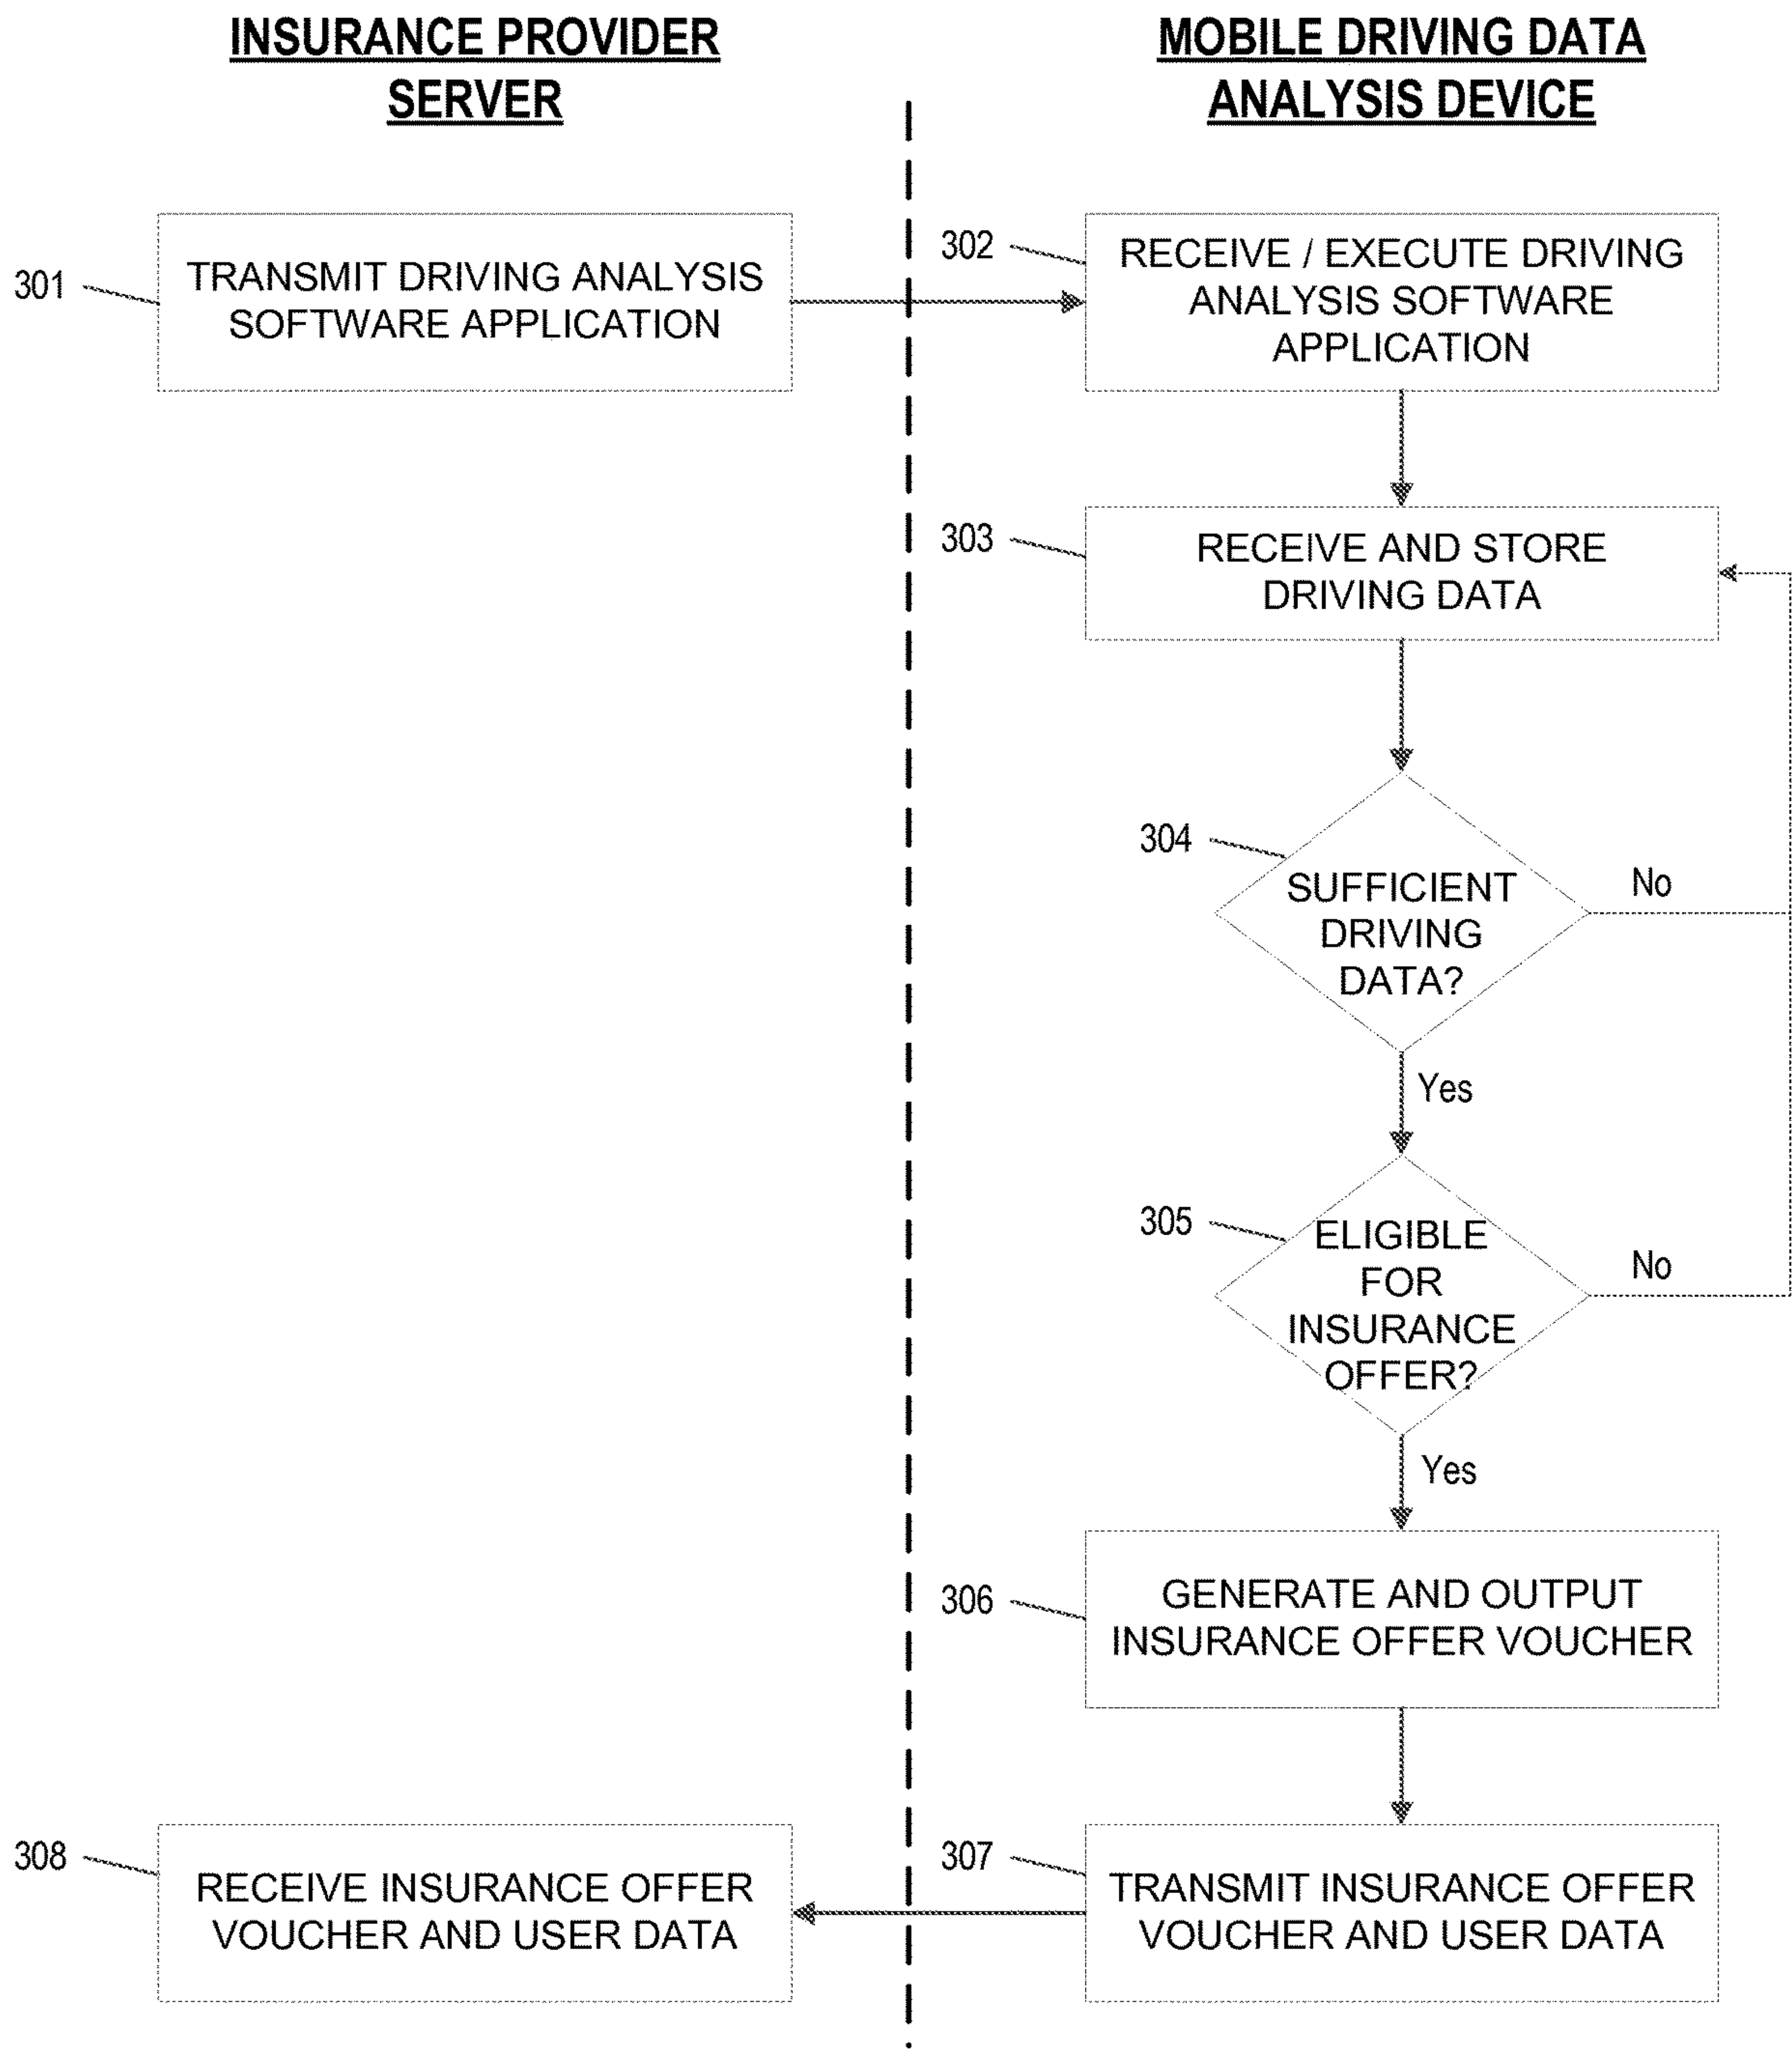 INSURANCE PROVIDER
SERVER
MOBILE DRIVING DATA
ANALYSIS DEVICE
301
TRANSMIT DRIVING ANALYSIS
SOFTWARE APPLICATION
302
RECEIVE / EXECUTE DRIVING
ANALYSIS SOFTWARE
APPLICATION
303
RECEIVE AND STORE
DRIVING DATA
304
SUFFICIENT
DRIVING
DATA?
No
Yes
305
ELIGIBLE
FOR
INSURANCE
OFFER?
No
Yes
306
GENERATE AND OUTPUT
INSURANCE OFFER VOUCHER
308
RECEIVE INSURANCE OFFER
VOUCHER AND USER DATA
307
TRANSMIT INSURANCE OFFER
VOUCHER AND USER DATA